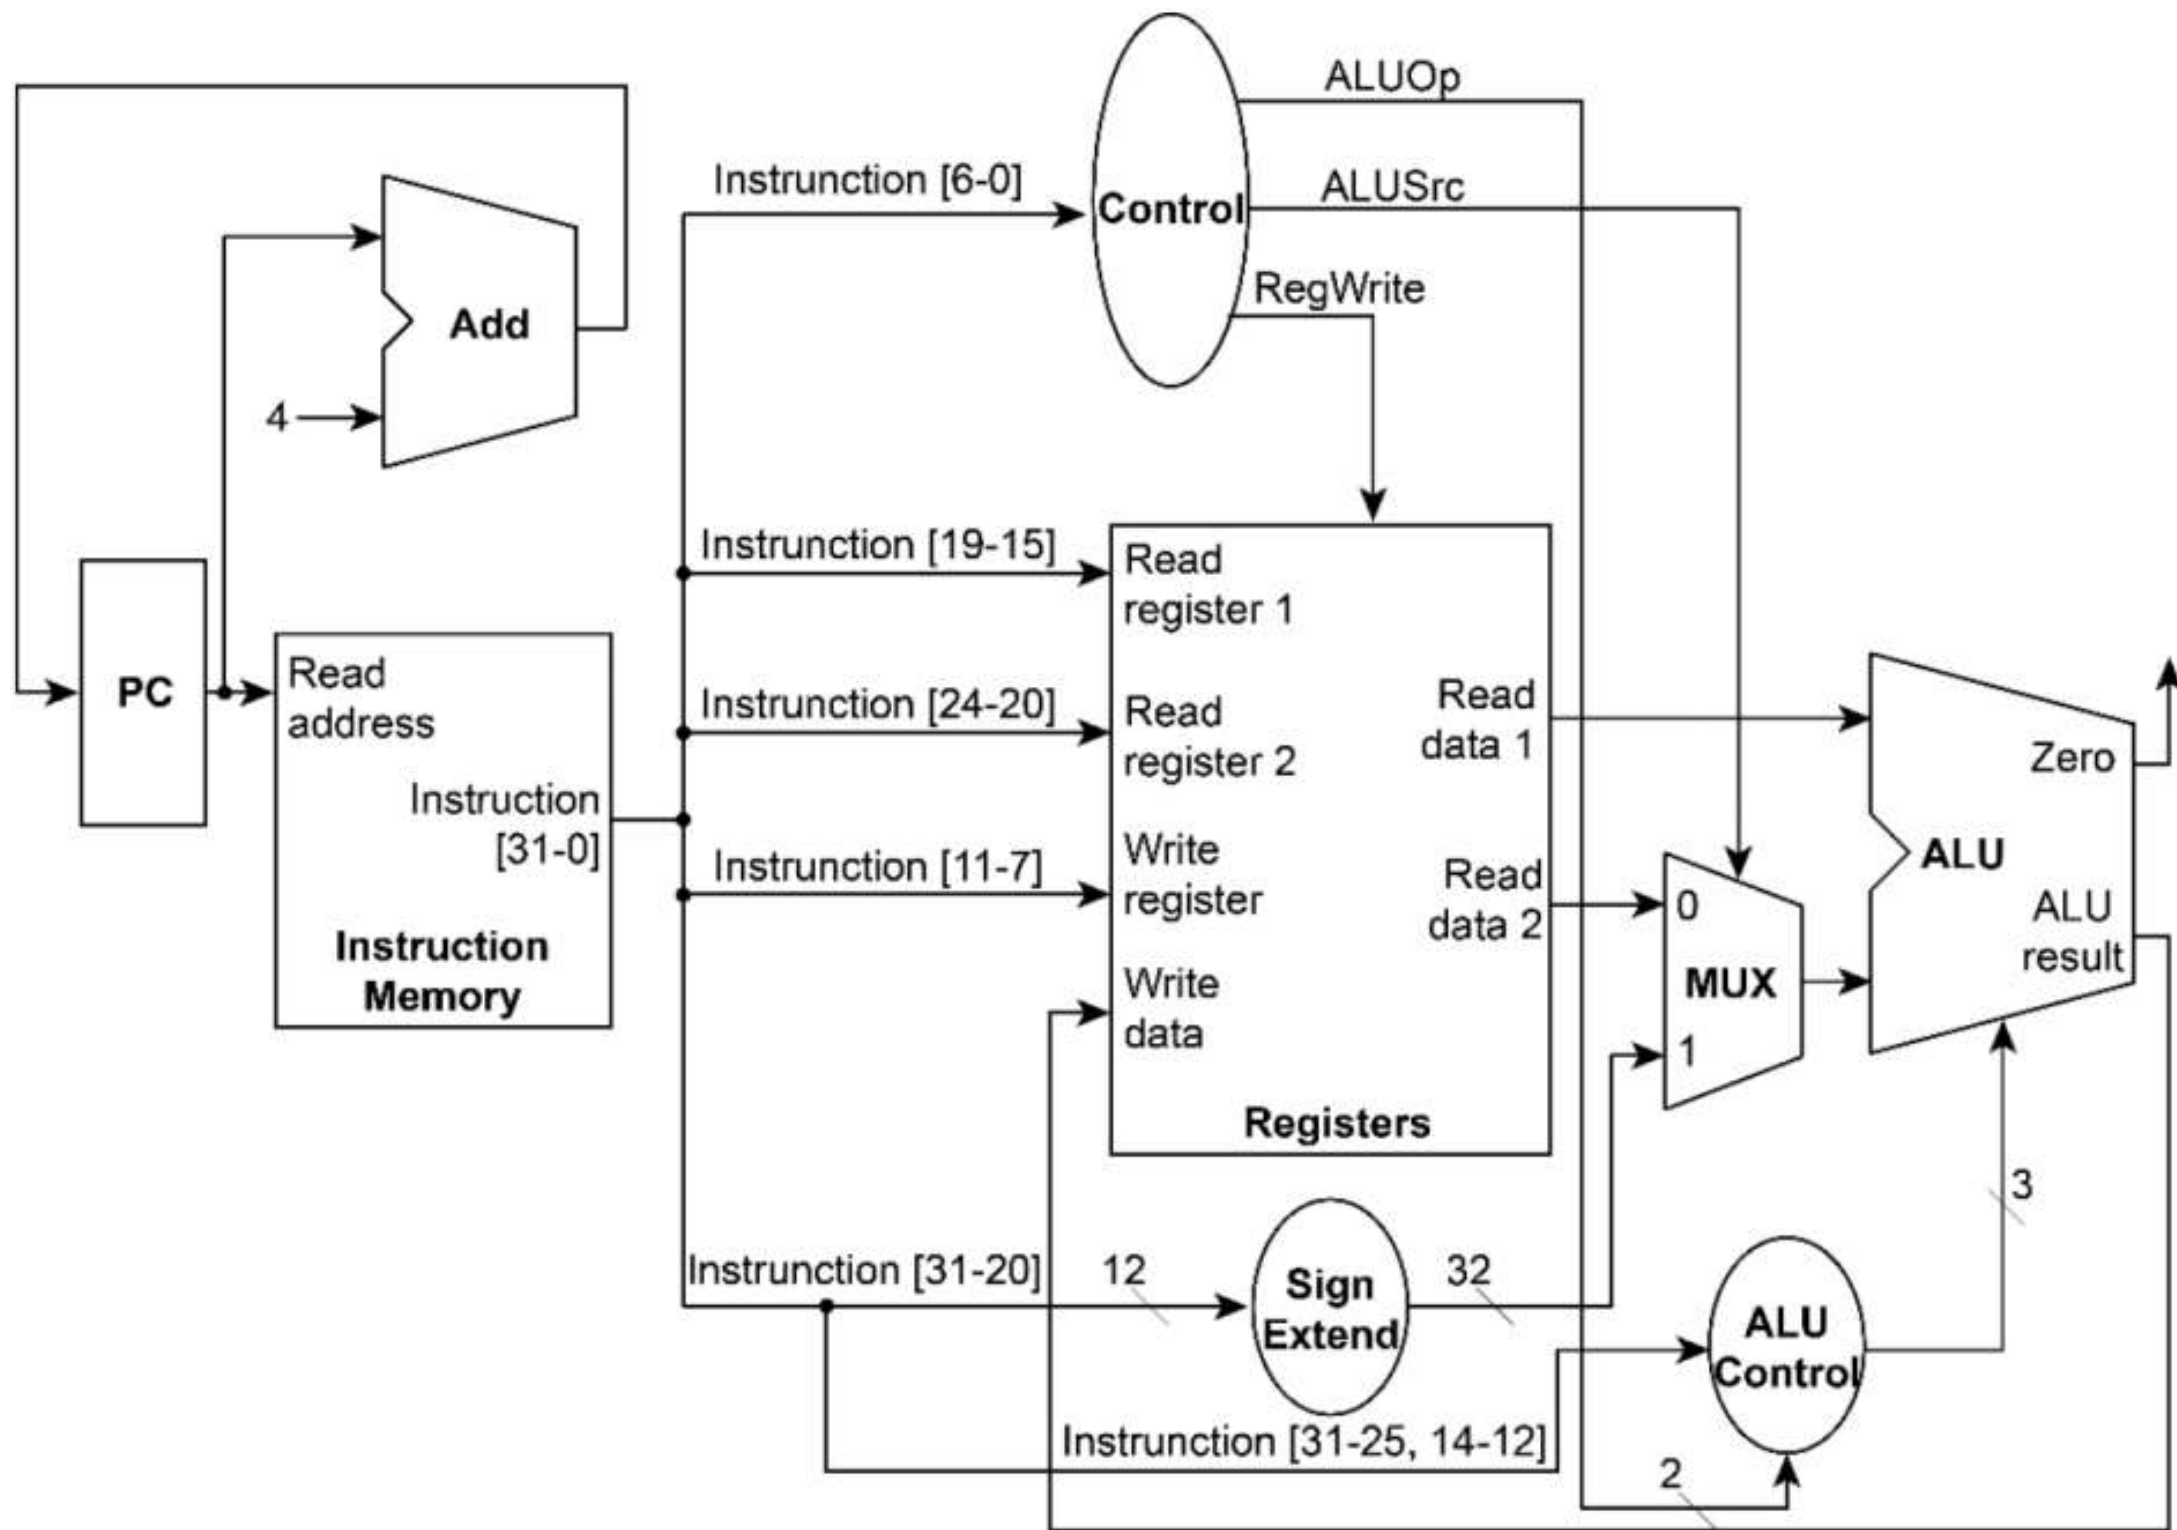 ALUOp
Instrunction [6-0]
ALUSrc
Control
RegWrite
Add
4
Instrunction [19-15]
Read
register 1
PC
Read
address
Instrunction [24-20]
Read
register 2
Read
data 1
Zero
Instruction
[31-0]
Instrunction [11-7]
Write
register
Read
data 2
0
ALU
ALU
result
Instruction
Memory
Write
data
MUX
1
Registers
3
Instrunction [31-20]
12
Sign
Extend
32
ALU
Control
Instrunction [31-25, 14-12]
2